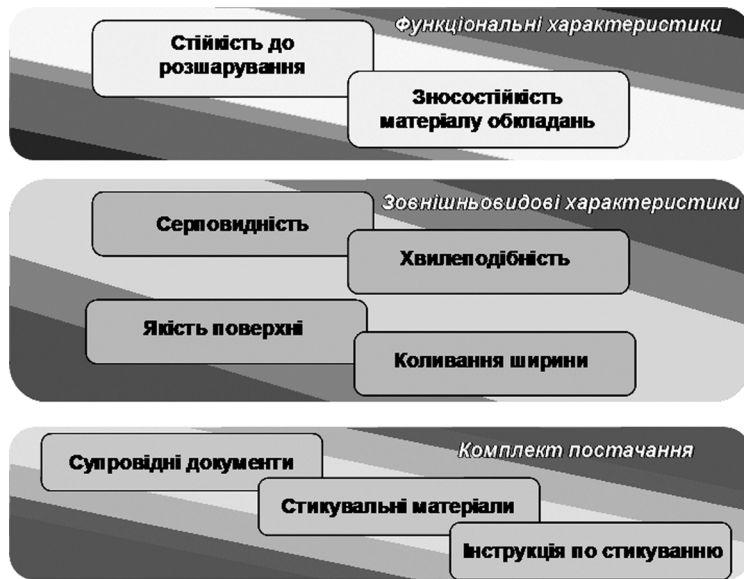 Функціональні характеристики
Стійкість до
розшарування
Зносостійкість
матеріалу обкпадань
Зовнішньовидові характеристики
Серповидність
Хвилеподібність
Якість поверхні
Коливання ширини
Комплект постачання
Супровідні документи
Стикувальні матеріали
Інструкція по стикуванню